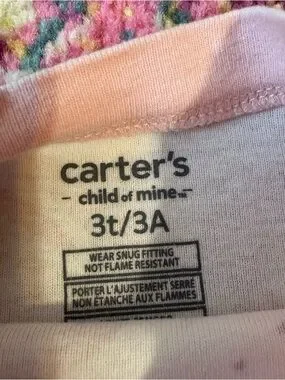 carter's
- child of mine -
3t/3A
WEAR SNUG FITTING
NOT FLAME RESISTANT
PORTER L'AJUSTEMENT SERRÉ
NON ÉTANCHE AUX FLAMMES